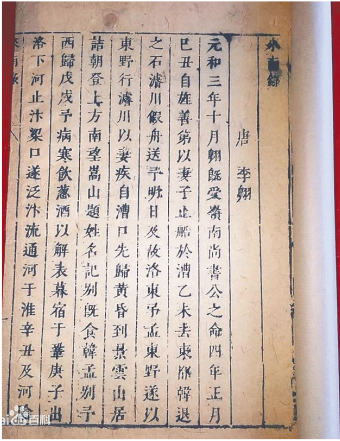 來南錄
唐 李翱
元和三年十月翱旣受嶺南尚書公之命四年正月
己丑自旌善第以妻子止船於漕乙未去東都韓退
之石濬川假舟送予明日及故洛東弔孟東野遂以
東野行濬川以妻疾自漕口先歸黃昏到景雲山居
詰朝登上方南望嵩山題姓名記別旣食韓孟別予
西歸戊戌予病寒飲葱酒以解表暮宿于鞏庚子出
洛下河止汴梁口遂泛汴流通河于淮辛丑及河
百科